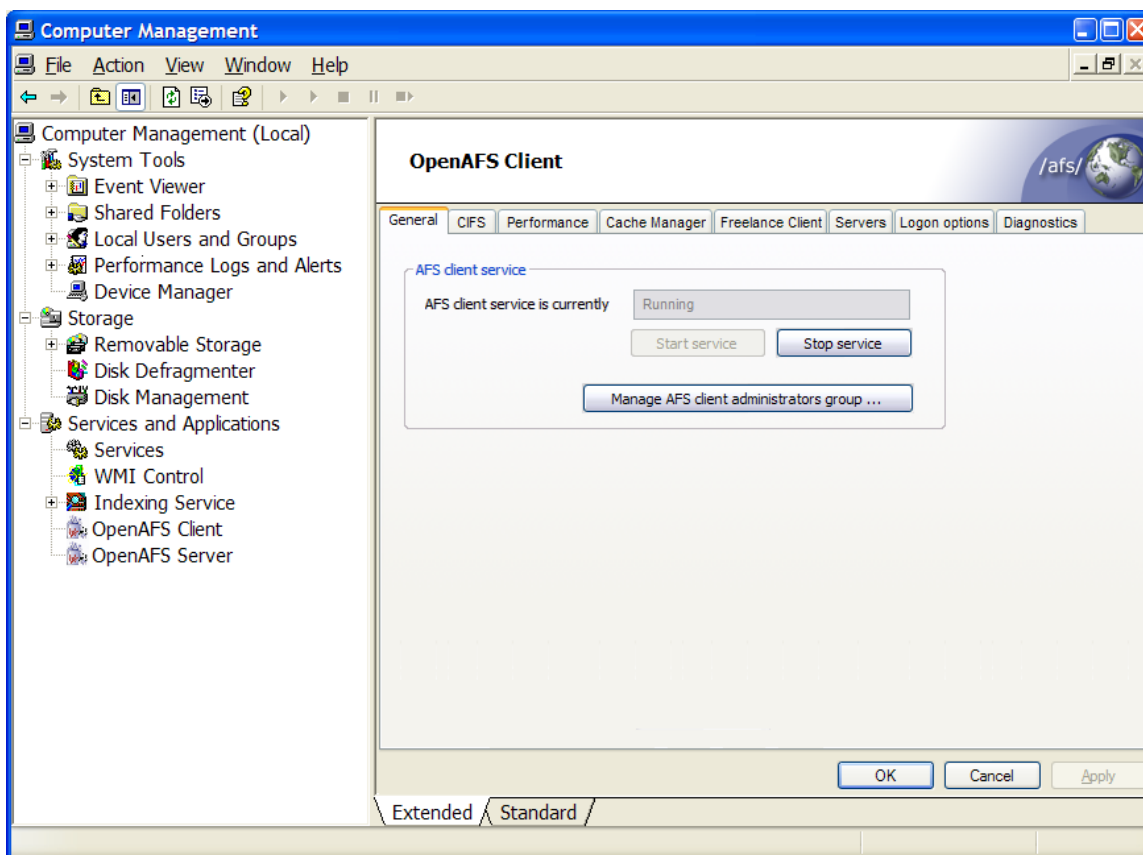 Computer Management
File Action View Window Help
Computer Management (Local)
System Tools
Event Viewer
Shared Folders
Local Users and Groups
Performance Logs and Alerts
Device Manager
Storage
Removable Storage
Disk Defragmenter
Disk Management
Services and Applications
Services
WMI Control
Indexing Service
OpenAFS Client
OpenAFS Server
OpenAFS Client
/afs/
General CIFS Performance Cache Manager Freelance Client Servers Logon options Diagnostics
AFS client service
AFS client service is currently Running
Start service Stop service
Manage AFS client administrators group ...
OK Cancel Apply
Extended Standard